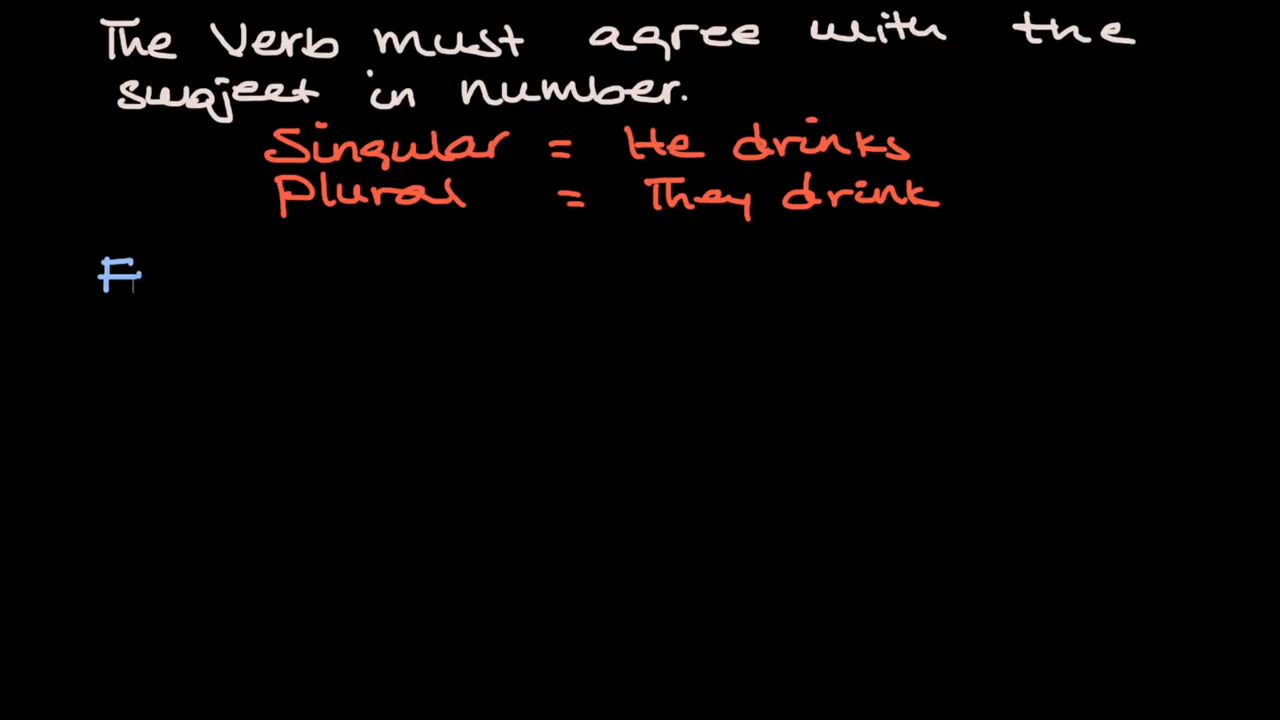 The Verb must agree with the
subject in number.
Singular = He drinks
Plural = They drink
F